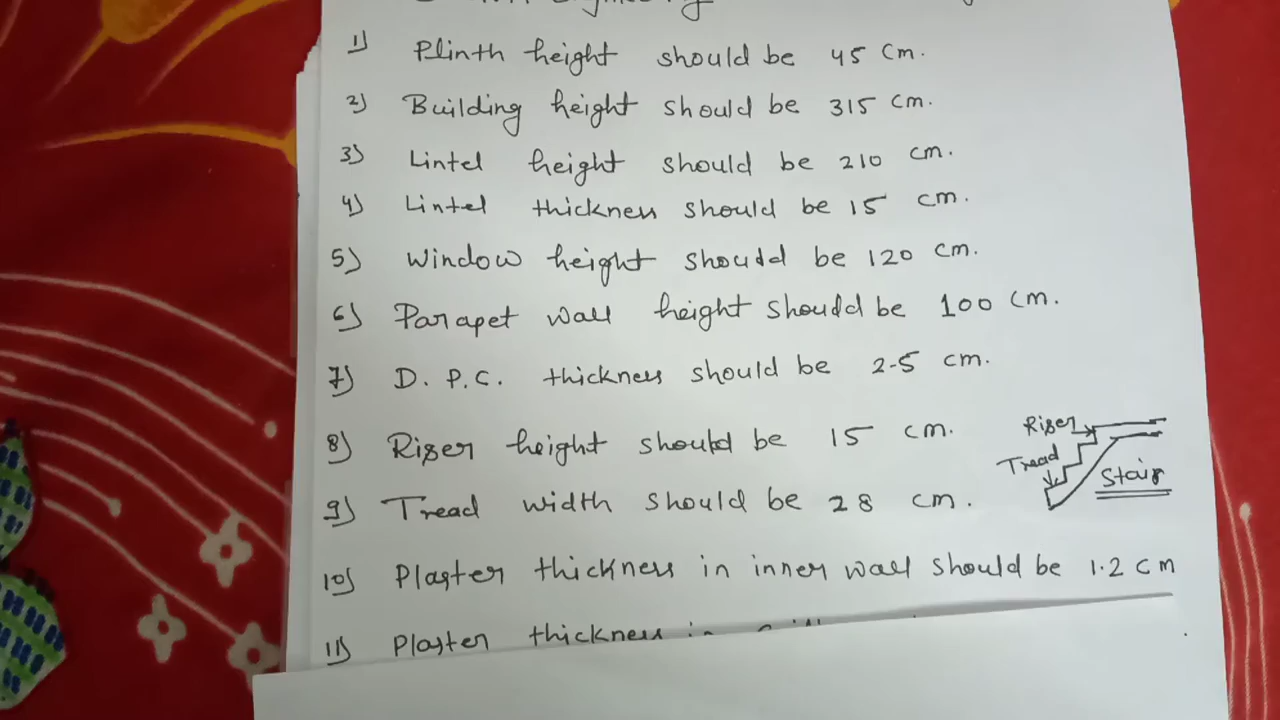 1) Plinth height should be 45 cm.
2) Building height should be 315 cm.
3) Lintel height should be 210 cm.
4) Lintel thickness should be 15 cm.
5) Window height should be 120 cm.
6) Parapet wall height should be 100 cm.
7) D. P. C. thickness should be 2.5 cm.
8) Riser height should be 15 cm.
Riser
Tread
Stair
9) Tread width should be 28 cm.
10) Plaster thickness in inner wall should be 1.2 cm
11) Plaster thickness in